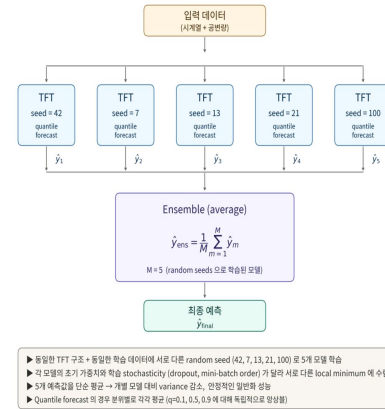 입력 데이터
(시계열 + 공변량)
TFT TFT TFT TFT TFT
seed = 42 seed = 7 seed = 13 seed = 21 seed = 100
quantile quantile quantile quantile quantile
forecast forecast forecast forecast forecast
ŷ₁ ŷ₂ ŷ₃ ŷ₄ ŷ₅
Ensemble (average)
ŷ_ens = 1/M ∑_{m=1}^{M} ŷ_m
M = 5 (random seeds 으로 학습된 모델)
최종 예측
ŷ_final
▶ 동일한 TFT 구조 + 동일한 학습 데이터에 서로 다른 random seed (42, 7, 13, 21, 100) 로 5개 모델 학습
▶ 각 모델의 초기 가중치와 학습 stochasticity (dropout, mini-batch order) 가 달라 서로 다른 local minimum 에 수렴
▶ 5개 예측값을 단순 평균 → 개별 모델 대비 variance 감소, 안정적인 일반화 성능
▶ Quantile forecast 의 경우 분위별로 각각 평균 (q=0.1, 0.5, 0.9 에 대해 독립적으로 앙상블)